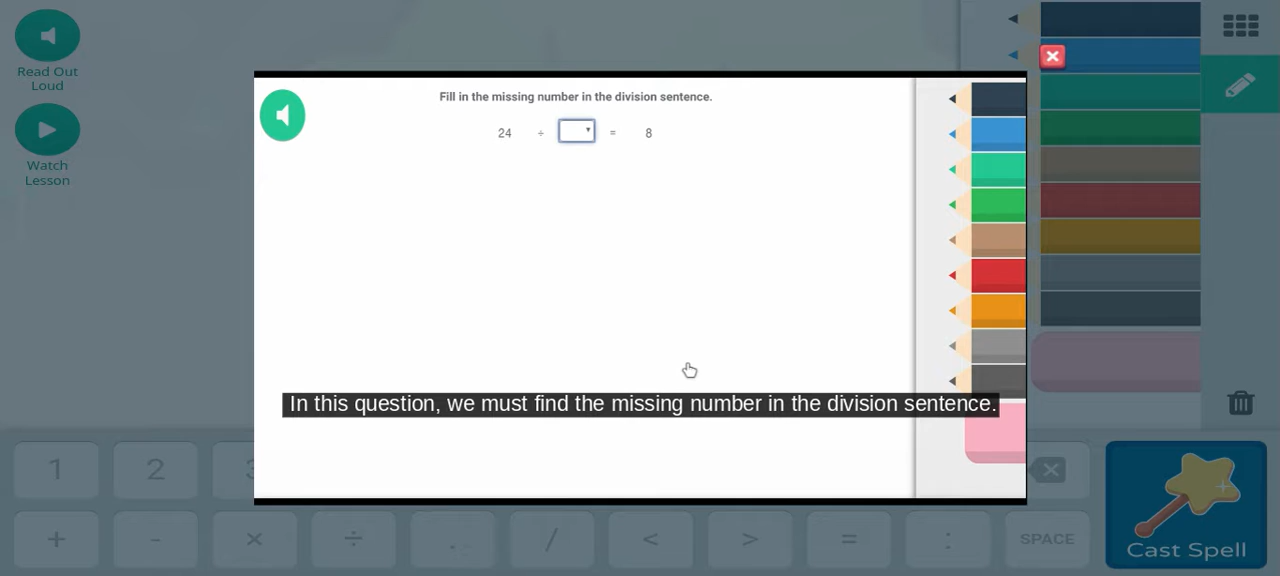 Read Out
Loud
Watch
Lesson
Fill in the missing number in the division sentence.
24 ÷ = 8
In this question, we must find the missing number in the division sentence.
1 2
+ - × ÷ . / < > = : SPACE
Cast Spell